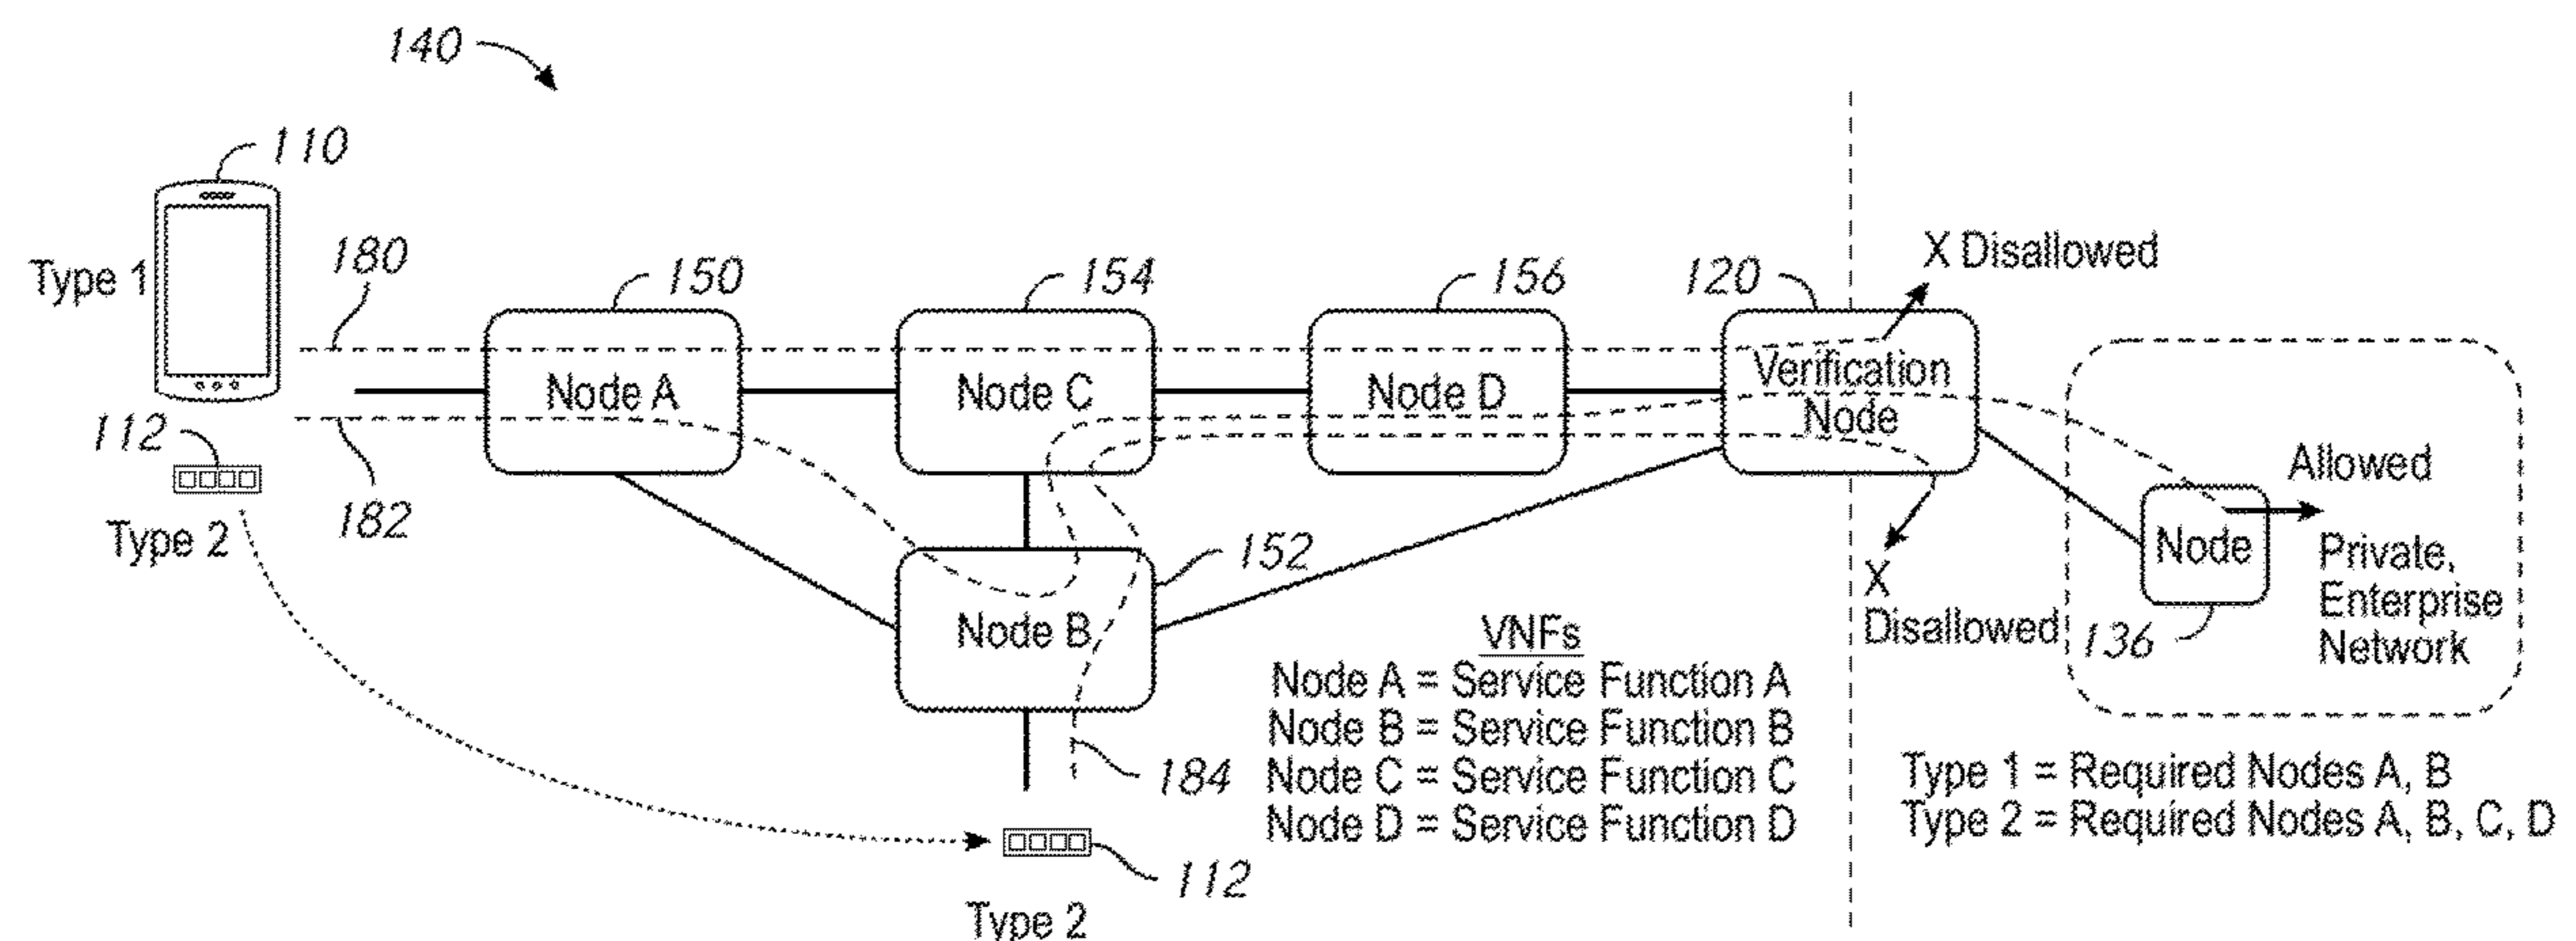 140
110
Type 1
180
150
154
156
120
X Disallowed
Node A
Node C
Node D
Verification
Node
112
182
Type 2
Allowed
Node
Private,
Enterprise
Network
136
X
Disallowed
152
Node B
184
VNFs
Node A = Service Function A
Node B = Service Function B
Node C = Service Function C
Node D = Service Function D
Type 1 = Required Nodes A, B
Type 2 = Required Nodes A, B, C, D
112
Type 2